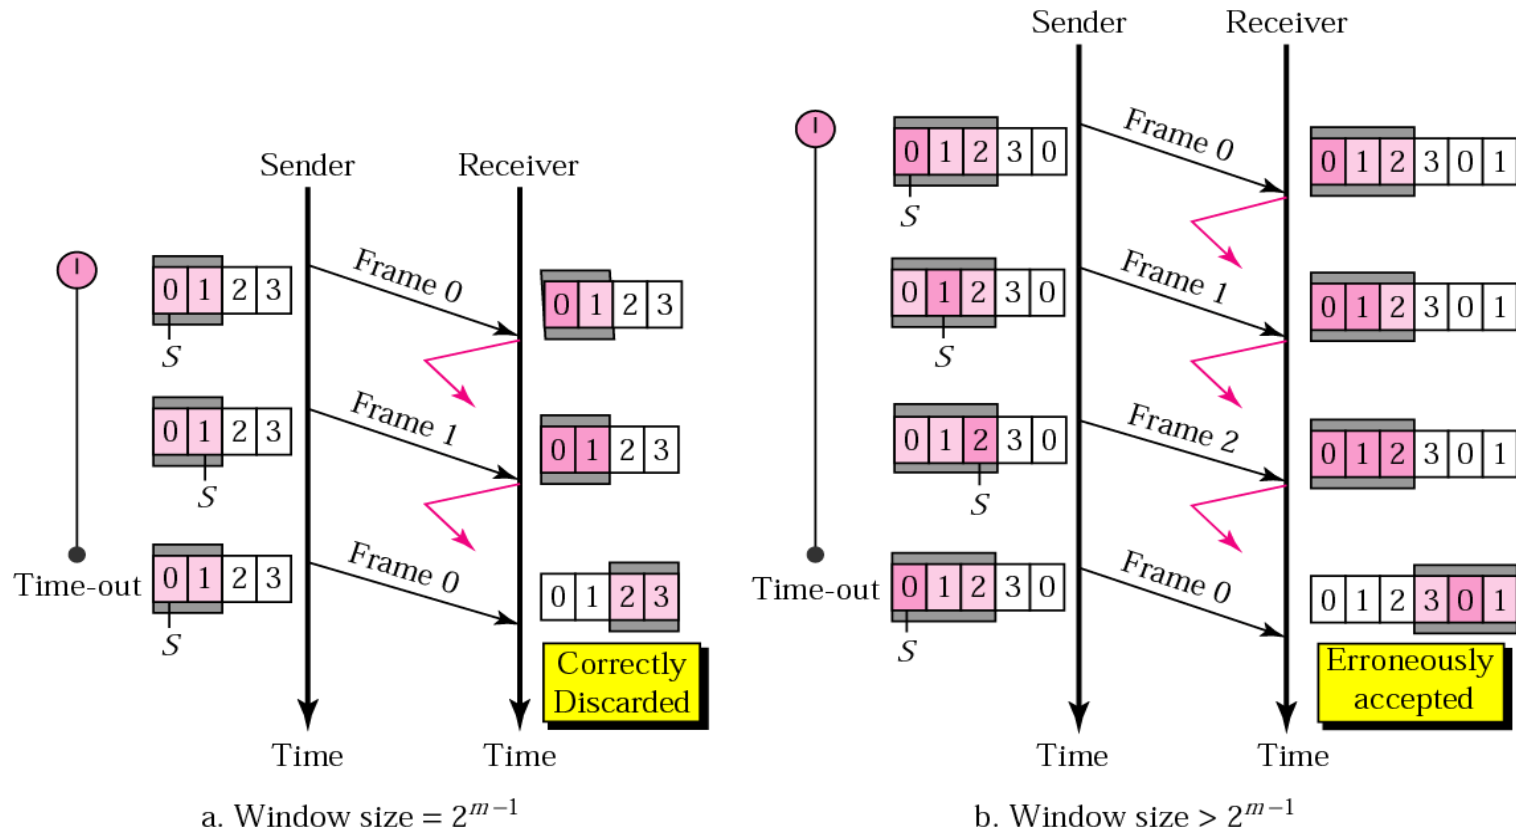 Sender Receiver
0 1 2 3
S
Frame 0
0 1 2 3
0 1 2 3
S
Frame 1
0 1 2 3
Time-out
0 1 2 3
S
Frame 0
0 1 2 3
Correctly
Discarded
Time Time
a. Window size = 2^{m−1}
Sender Receiver
0 1 2 3 0
S
Frame 0
0 1 2 3 0 1
0 1 2 3 0
S
Frame 1
0 1 2 3 0 1
0 1 2 3 0
S
Frame 2
0 1 2 3 0 1
Time-out
0 1 2 3 0
S
Frame 0
0 1 2 3 0 1
Erroneously
accepted
Time Time
b. Window size > 2^{m−1}